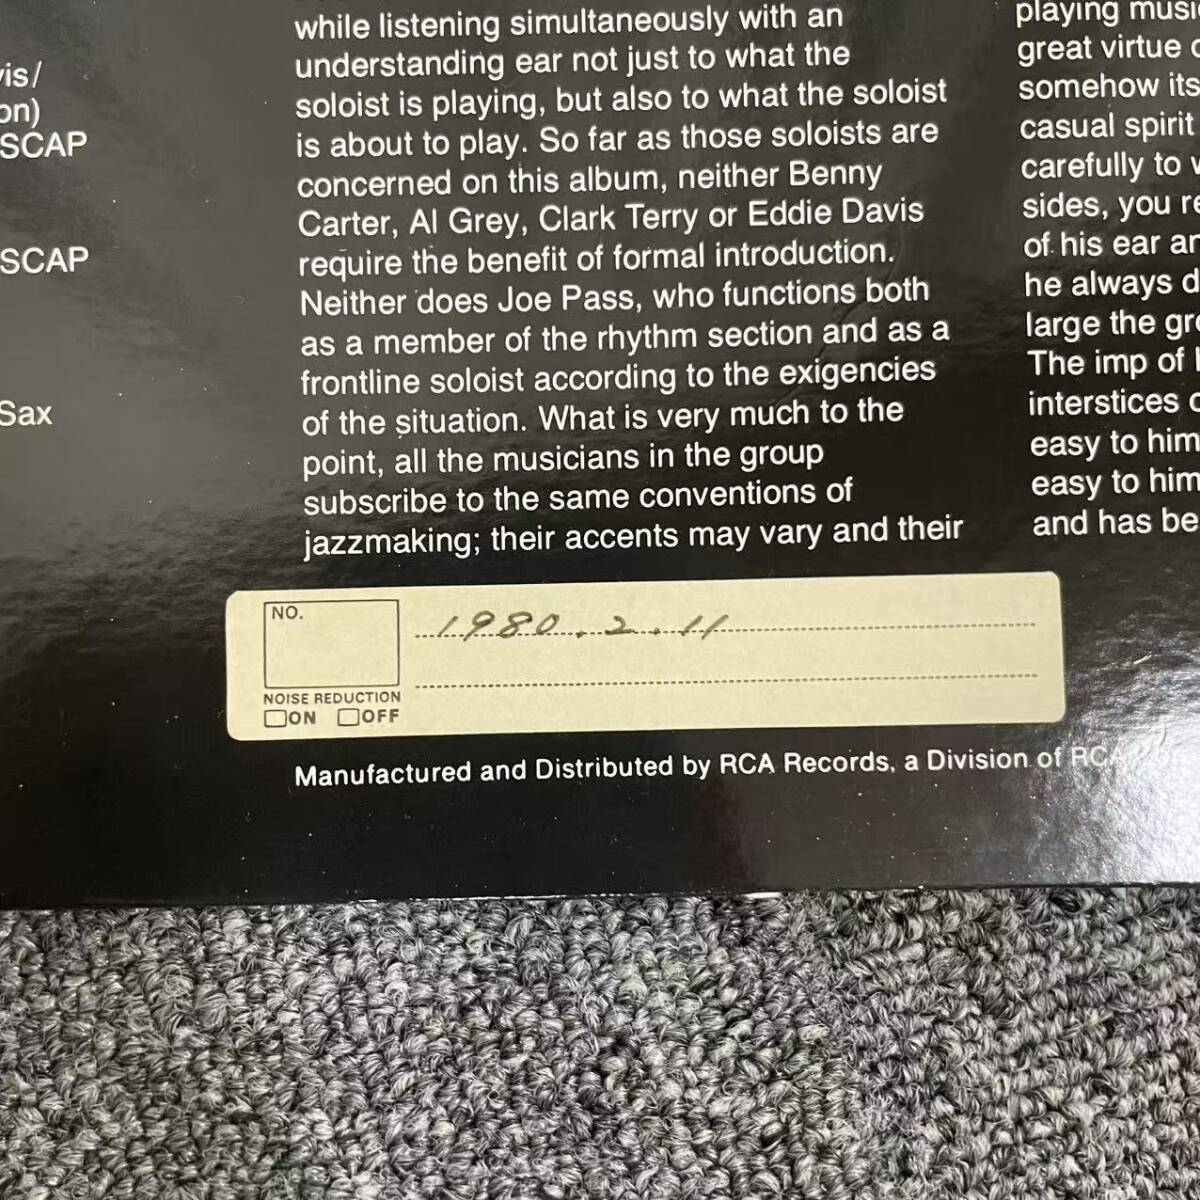 vis/
on)
SCAP
SCAP
Sax
while listening simultaneously with an
understanding ear not just to what the
soloist is playing, but also to what the soloist
is about to play. So far as those soloists are
concerned on this album, neither Benny
Carter, Al Grey, Clark Terry or Eddie Davis
require the benefit of formal introduction.
Neither does Joe Pass, who functions both
as a member of the rhythm section and as a
frontline soloist according to the exigencies
of the situation. What is very much to the
point, all the musicians in the group
subscribe to the same conventions of
jazzmaking; their accents may vary and their
playing
great virtue
somehow its
casual spirit
carefully to
sides, you
of his ear
he always
large the
The imp of
interstices
easy to him
easy to him
and has
NO.
1980.2.11
NOISE REDUCTION
ON OFF
Manufactured and Distributed by RCA Records, a Division of RCA